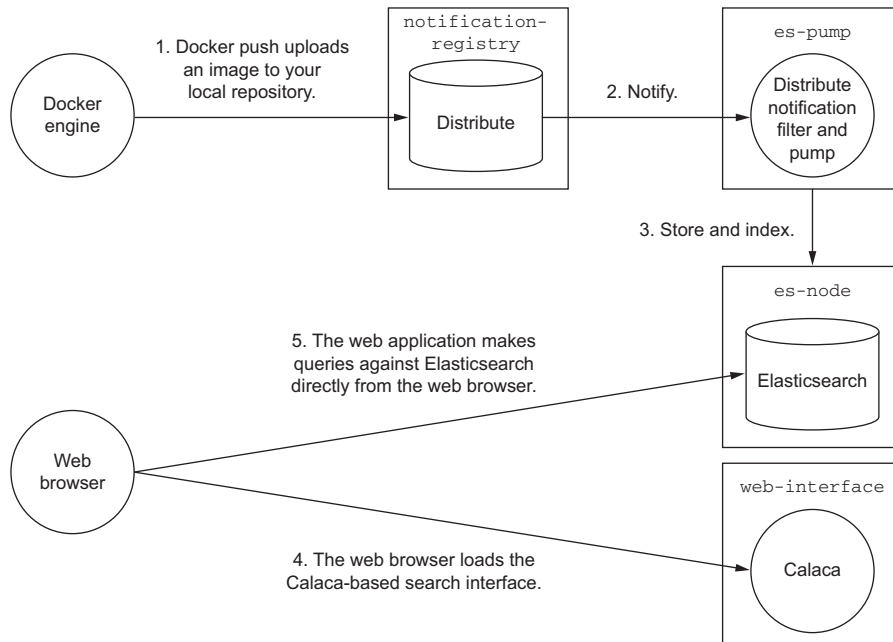 notification-
registry
es-pump
1. Docker push uploads
an image to your
local repository.
Docker
engine
Distribute
2. Notify.
Distribute
notification
filter and
pump
3. Store and index.
es-node
5. The web application makes
queries against Elasticsearch
directly from the web browser.
Elasticsearch
Web
browser
web-interface
4. The web browser loads the
Calaca-based search interface.
Calaca